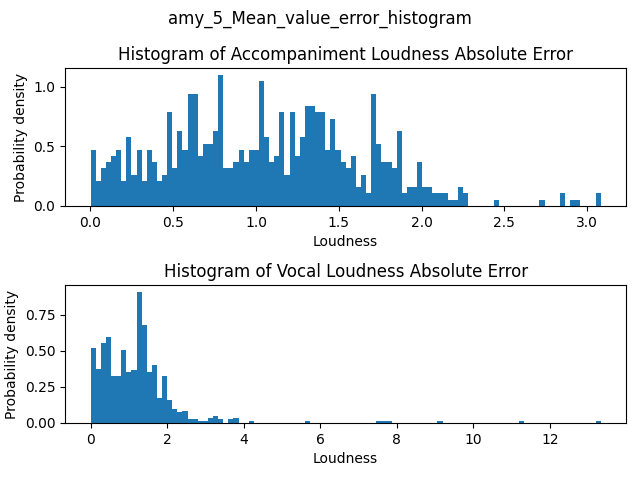 amy_5_Mean_value_error_histogram
Histogram of Accompaniment Loudness Absolute Error
Probability density
1.0
0.5
0.0
0.0 0.5 1.0 1.5 2.0 2.5 3.0
Loudness
Histogram of Vocal Loudness Absolute Error
Probability density
0.75
0.50
0.25
0.00
0 2 4 6 8 10 12
Loudness